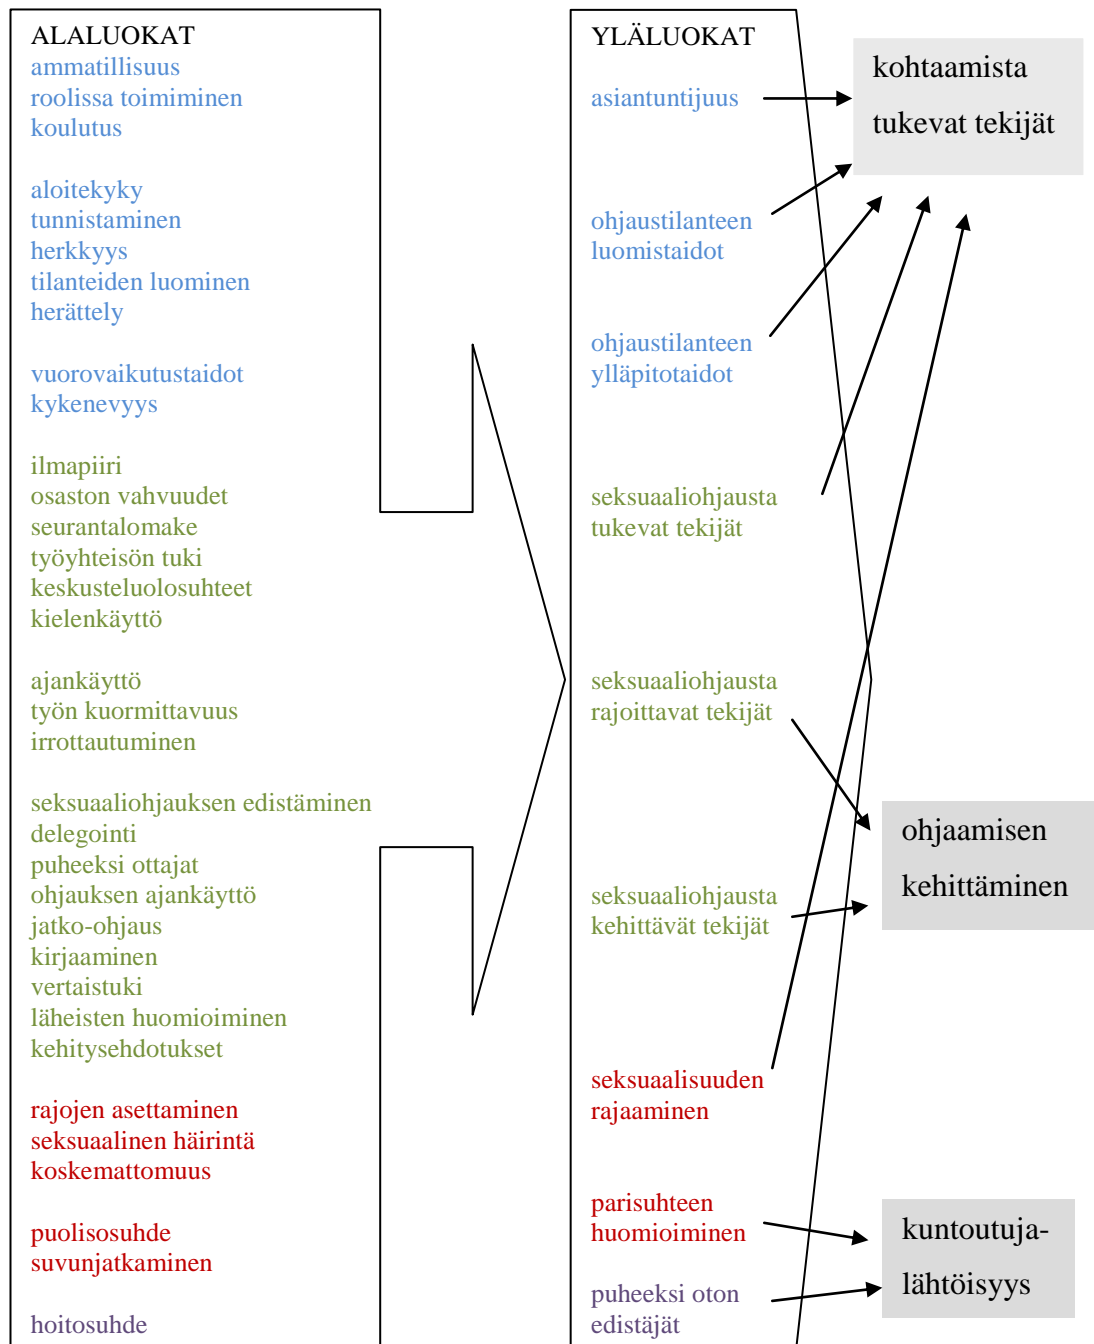 ALALUOKAT
ammatillisuus
roolissa toimiminen
koulutus
aloitekyky
tunnistaminen
herkkyys
tilanteiden luominen
herättely
vuorovaikutustaidot
kykenevyys
ilmapiiri
osaston vahvuudet
seurantalomake
työyhteisön tuki
keskusteluolosuhteet
kielenkäyttö
ajankäyttö
työn kuormittavuus
irrottautuminen
seksuaaliohjauksen edistäminen
delegointi
puheeksi ottajat
ohjauksen ajankäyttö
jatko-ohjaus
kirjaaminen
vertaistuki
läheisten huomioiminen
kehitysehdotukset
rajojen asettaminen
seksuaalinen häirintä
koskemattomuus
puolisosuhde
suvunjatkaminen
hoitosuhde
YLÄLUOKAT
asiantuntijuus
ohjaustilanteen
luomistaidot
ohjaustilanteen
ylläpitotaidot
seksuaaliohjausta
tukevat tekijät
seksuaaliohjausta
rajoittavat tekijät
seksuaaliohjausta
kehittävät tekijät
seksuaalisuuden
rajaaminen
parisuhteen
huomioiminen
puheeksi oton
edistäjät
kohtaamista
tukevat tekijät
ohjaamisen
kehittäminen
kuntoutuja-
lähtöisyys